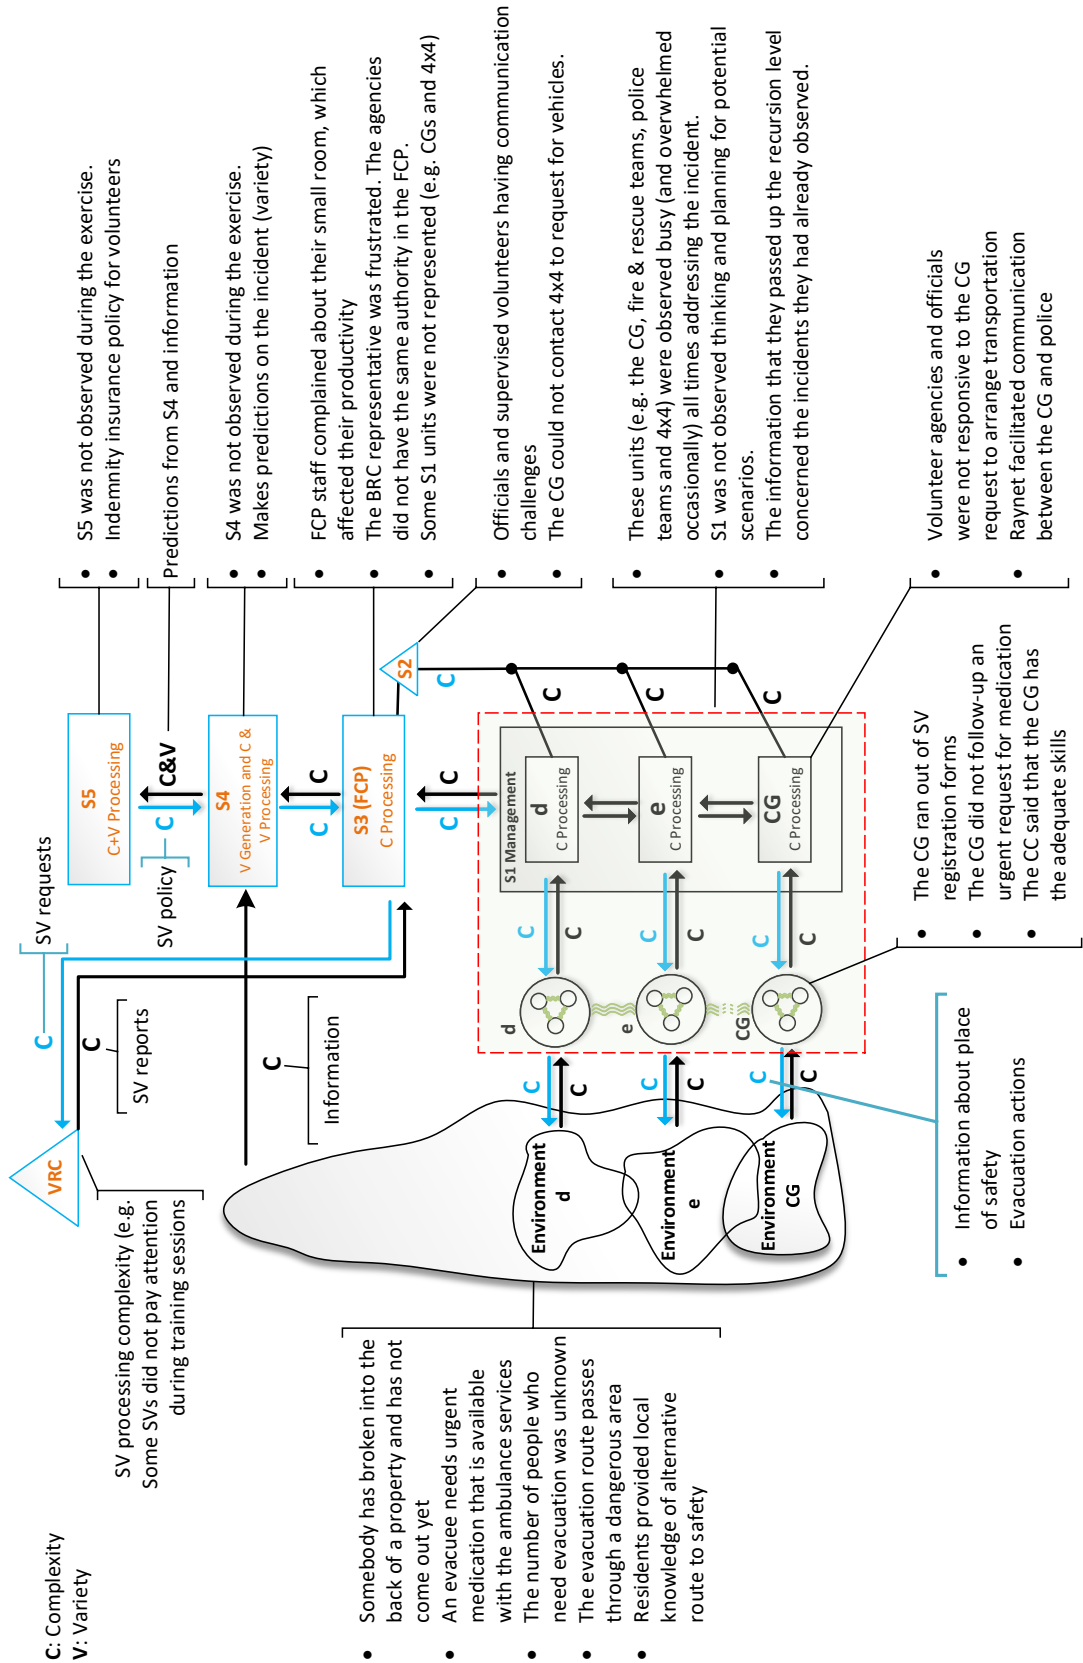 C: Complexity
V: Variety
VRC
SV processing complexity (e.g.
Some SVs did not pay attention
during training sessions
C
SV requests
C
SV reports
C
Information
S5
C+V Processing
C
C&V
SV policy
S4
V Generation and C &
V Processing
C
C
S3 (FCP)
C Processing
C
C
S2
C
• S5 was not observed during the exercise.
• Indemnity insurance policy for volunteers
Predictions from S4 and information
• S4 was not observed during the exercise.
• Makes predictions on the incident (variety)
• FCP staff complained about their small room, which
affected their productivity
• The BRC representative was frustrated. The agencies
did not have the same authority in the FCP.
• Some S1 units were not represented (e.g. CGs and 4x4)
• Officials and supervised volunteers having communication
challenges
• The CG could not contact 4x4 to request for vehicles.
• These units (e.g. the CG, fire & rescue teams, police
teams and 4x4) were observed busy (and overwhelmed
occasionally) all times addressing the incident.
• S1 was not observed thinking and planning for potential
scenarios.
• The information that they passed up the recursion level
concerned the incidents they had already observed.
• Volunteer agencies and officials
were not responsive to the CG
request to arrange transportation
• Raynet facilitated communication
between the CG and police
S1 Management
d
C Processing
C
e
C Processing
C
CG
C Processing
C
d
C
C
e
C
C
CG
C
C
Environment
d
C
C
Environment
e
C
C
Environment
CG
C
C
• Somebody has broken into the
back of a property and has not
come out yet
• An evacuee needs urgent
medication that is available
with the ambulance services
• The number of people who
need evacuation was unknown
• The evacuation route passes
through a dangerous area
• Residents provided local
knowledge of alternative
route to safety
• Information about place
of safety
• Evacuation actions
• The CG ran out of SV
registration forms
• The CG did not follow-up an
urgent request for medication
• The CC said that the CG has
the adequate skills